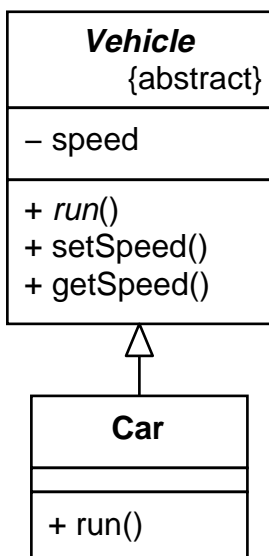 Vehicle
{abstract}
– speed
+ run()
+ setSpeed()
+ getSpeed()
Car
+ run()